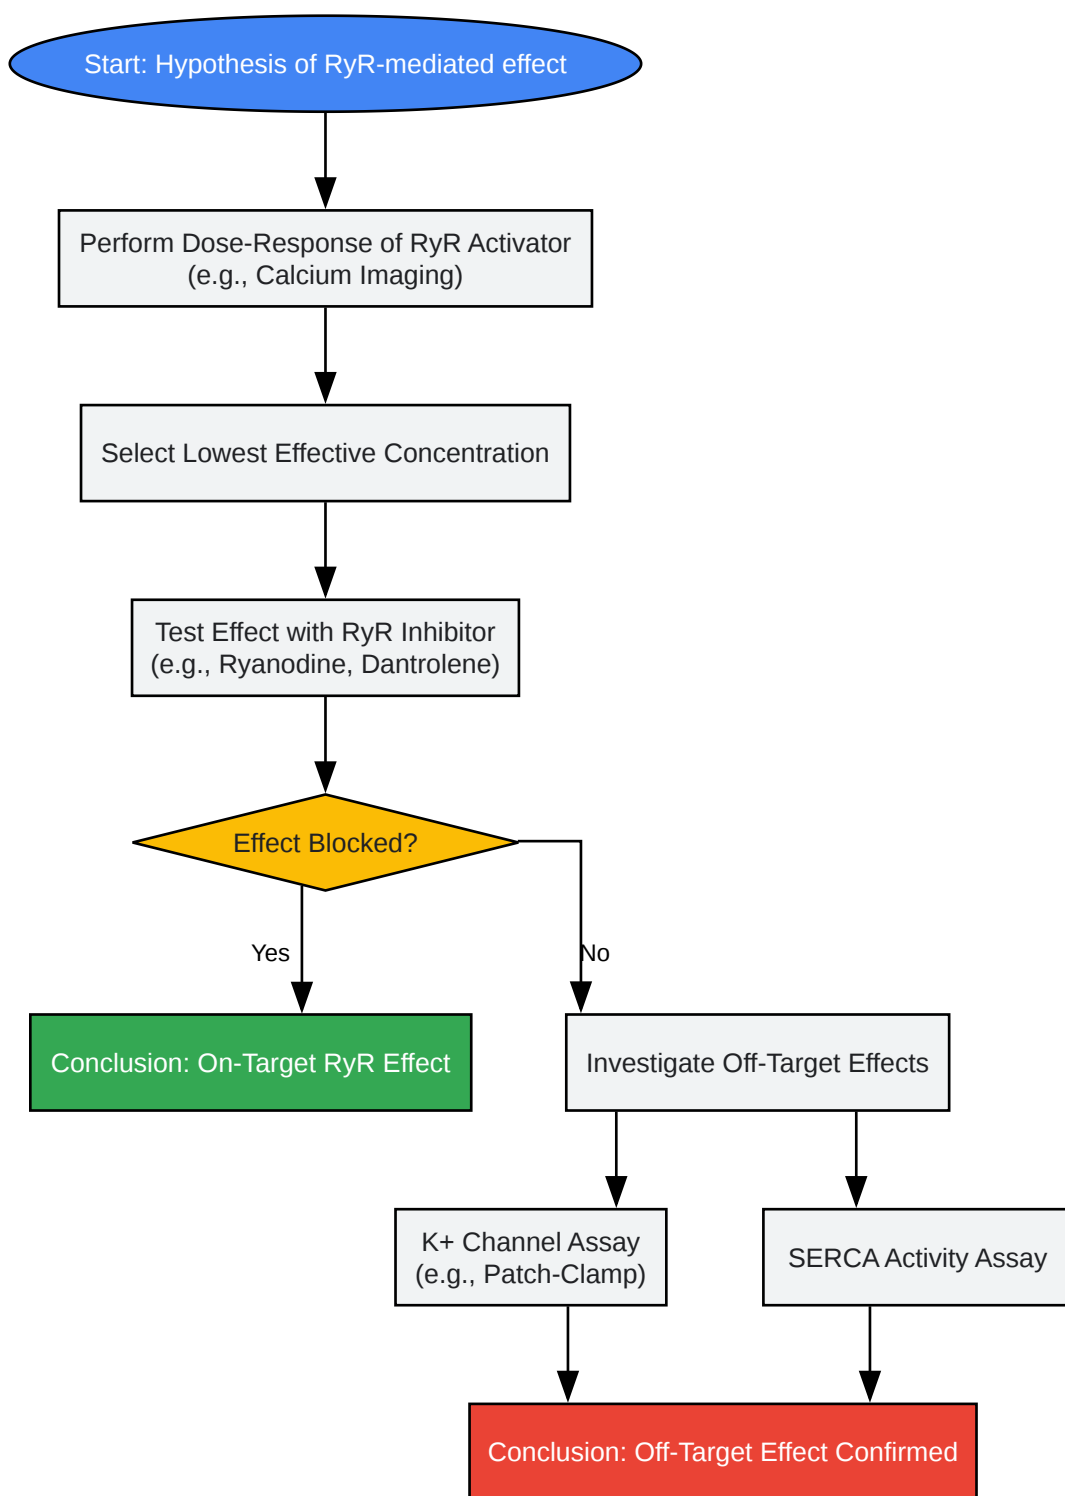 Start: Hypothesis of RyR-mediated effect
Perform Dose-Response of RyR Activator
(e.g., Calcium Imaging)
Select Lowest Effective Concentration
Test Effect with RyR Inhibitor
(e.g., Ryanodine, Dantrolene)
Effect Blocked?
Yes
No
Conclusion: On-Target RyR Effect
Investigate Off-Target Effects
K+ Channel Assay
(e.g., Patch-Clamp)
SERCA Activity Assay
Conclusion: Off-Target Effect Confirmed